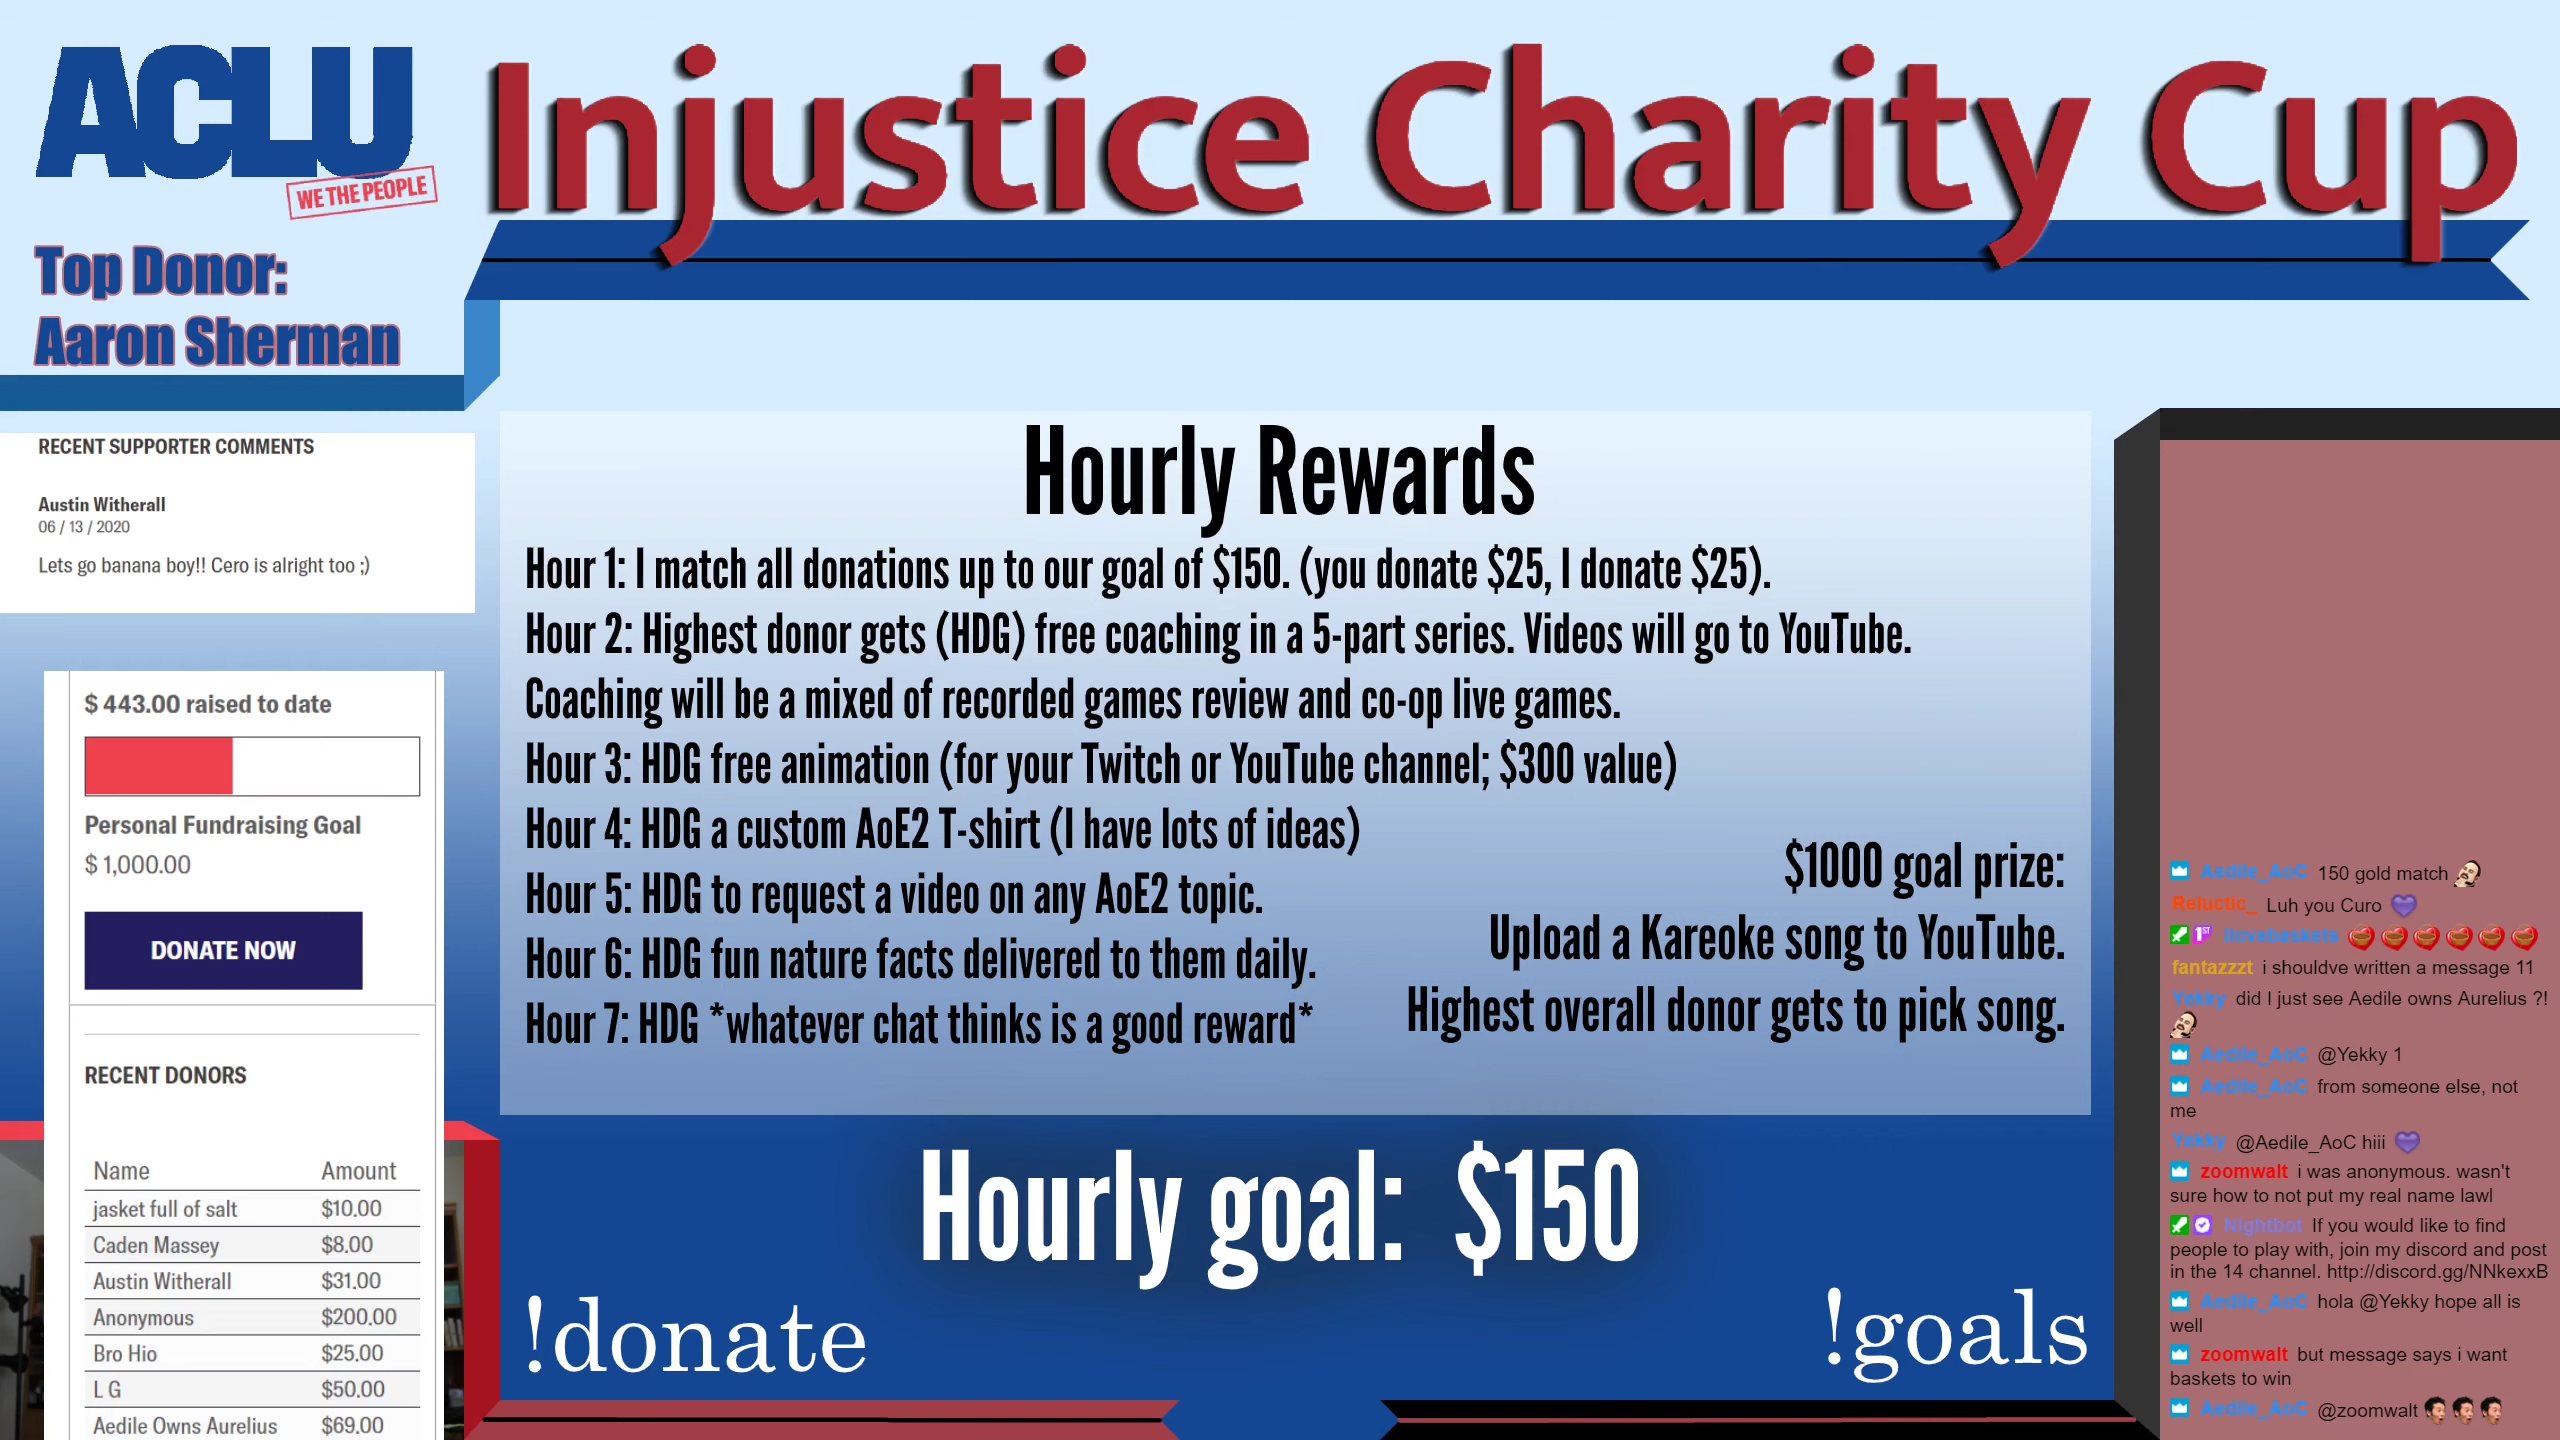 ACLU
WE THE PEOPLE
Injustice Charity Cup
Top Donor:
Aaron Sherman
RECENT SUPPORTER COMMENTS
Austin Witherall
06 / 13 / 2020
Lets go banana boy!! Cero is alright too ;)
$ 443.00 raised to date
Personal Fundraising Goal
$ 1,000.00
DONATE NOW
RECENT DONORS
Name Amount
jasket full of salt $10.00
Caden Massey $8.00
Austin Witherall $31.00
Anonymous $200.00
Bro Hio $25.00
L G $50.00
Aedile Owns Aurelius $69.00
Hourly Rewards
Hour 1: I match all donations up to our goal of $150. (you donate $25, I donate $25).
Hour 2: Highest donor gets (HDG) free coaching in a 5-part series. Videos will go to YouTube.
Coaching will be a mixed of recorded games review and co-op live games.
Hour 3: HDG free animation (for your Twitch or YouTube channel; $300 value)
Hour 4: HDG a custom AoE2 T-shirt (I have lots of ideas)
Hour 5: HDG to request a video on any AoE2 topic.
Hour 6: HDG fun nature facts delivered to them daily.
Hour 7: HDG *whatever chat thinks is a good reward*
$1000 goal prize:
Upload a Kareoke song to YouTube.
Highest overall donor gets to pick song.
Hourly goal: $150
!donate
!goals
Aedile_AoC 150 gold match
Reluctic_ Luh you Curo
1ST ilovebaskets
fantazzzt i shouldve written a message 11
Yekky did I just see Aedile owns Aurelius ?!
Aedile_AoC @Yekky 1
Aedile_AoC from someone else, not
me
Yekky @Aedile_AoC hiii
zoomwalt i was anonymous. wasn't
sure how to not put my real name lawl
Nightbot If you would like to find
people to play with, join my discord and post
in the 14 channel. http://discord.gg/NNkexxB
Aedile_AoC hola @Yekky hope all is
well
zoomwalt but message says i want
baskets to win
Aedile_AoC @zoomwalt